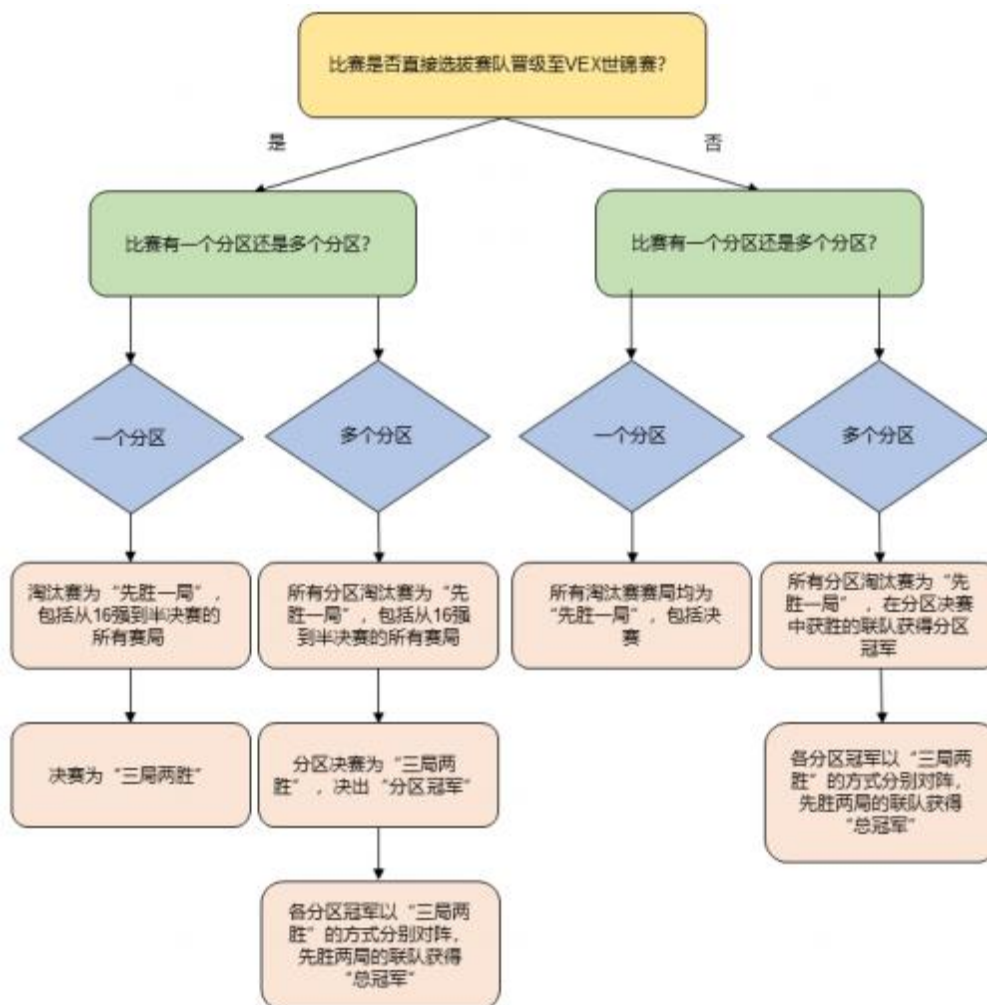 比赛是否直接选拔赛队晋级至VEX世锦赛？
是
否
比赛有一个分区还是多个分区？
比赛有一个分区还是多个分区？
一个分区
多个分区
一个分区
多个分区
淘汰赛为“先胜一局”，
包括从16强到半决赛的
所有赛局
所有分区淘汰赛为“先
胜一局”，包括从16强
到半决赛的所有赛局
所有淘汰赛赛局均为
“先胜一局”，包括决
赛
所有分区淘汰赛为“先
胜一局”，在分区决赛
中获胜的联队获得分区
冠军
决赛为“三局两胜”
分区决赛为“三局两
胜”，决出“分区冠军”
各分区冠军以“三局两
胜”的方式分别对阵，
先胜两局的联队获得
“总冠军”
各分区冠军以“三局两
胜”的方式分别对阵，
先胜两局的联队获得
“总冠军”